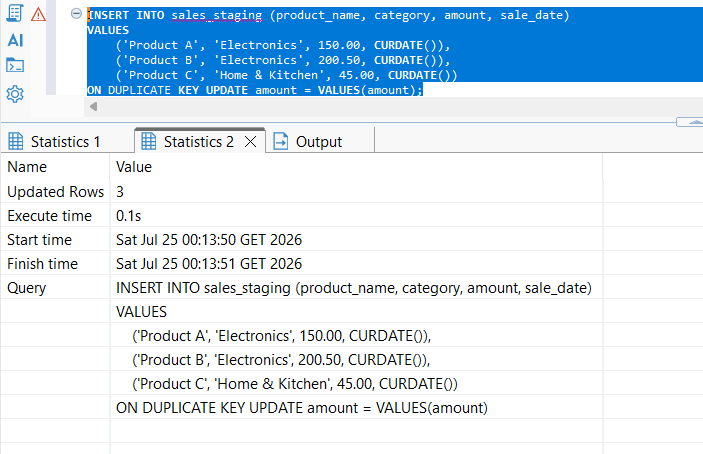 INSERT INTO sales_staging (product_name, category, amount, sale_date)
VALUES
('Product A', 'Electronics', 150.00, CURDATE()),
('Product B', 'Electronics', 200.50, CURDATE()),
('Product C', 'Home & Kitchen', 45.00, CURDATE())
ON DUPLICATE KEY UPDATE amount = VALUES(amount);
AI
Statistics 1 Statistics 2 Output
Name Value
Updated Rows 3
Execute time 0.1s
Start time Sat Jul 25 00:13:50 GET 2026
Finish time Sat Jul 25 00:13:51 GET 2026
Query INSERT INTO sales_staging (product_name, category, amount, sale_date)
VALUES
('Product A', 'Electronics', 150.00, CURDATE()),
('Product B', 'Electronics', 200.50, CURDATE()),
('Product C', 'Home & Kitchen', 45.00, CURDATE())
ON DUPLICATE KEY UPDATE amount = VALUES(amount)